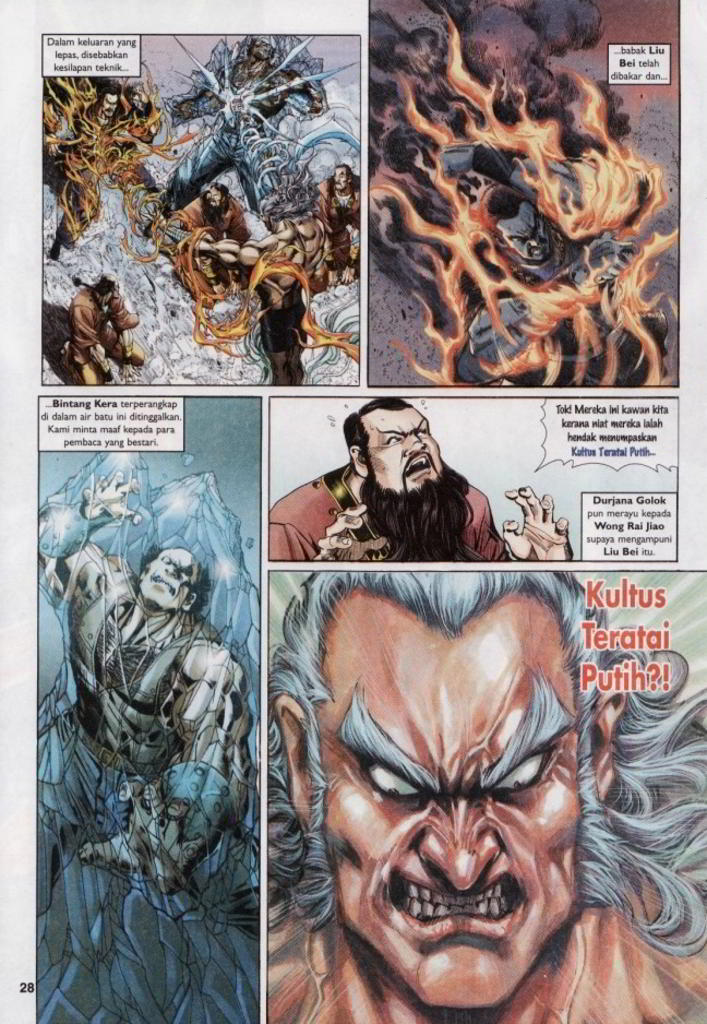 Dalam keluaran yang
lepas, disebabkan
kesilapan teknik...
...babak Liu
Bei telah
dibakar dan...
...Bintang Kera terperangkap
di dalam air batu ini ditinggalkan.
Kami minta maaf kepada para
pembaca yang bestari.
Tok! Mereka ini kawan kita
kerana niat mereka ialah
hendak menumpaskan
Kultus Teratai Putih...
Durjana Golok
pun merayu kepada
Wong Rai Jiao
supaya mengampuni
Liu Bei itu.
Kultus
Teratai
Putih?!
28